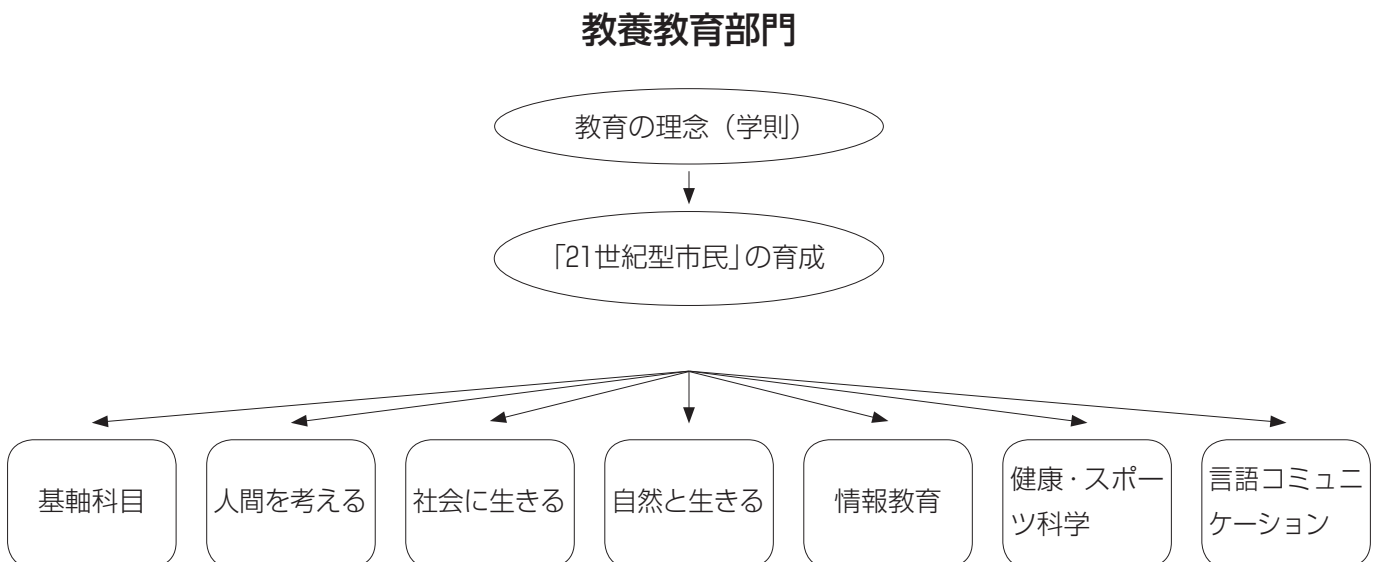 教養教育部門
教育の理念（学則）
「21世紀型市民」の育成
基軸科目
人間を考える
社会に生きる
自然と生きる
情報教育
健康・スポー
ツ科学
言語コミュニ
ケーション